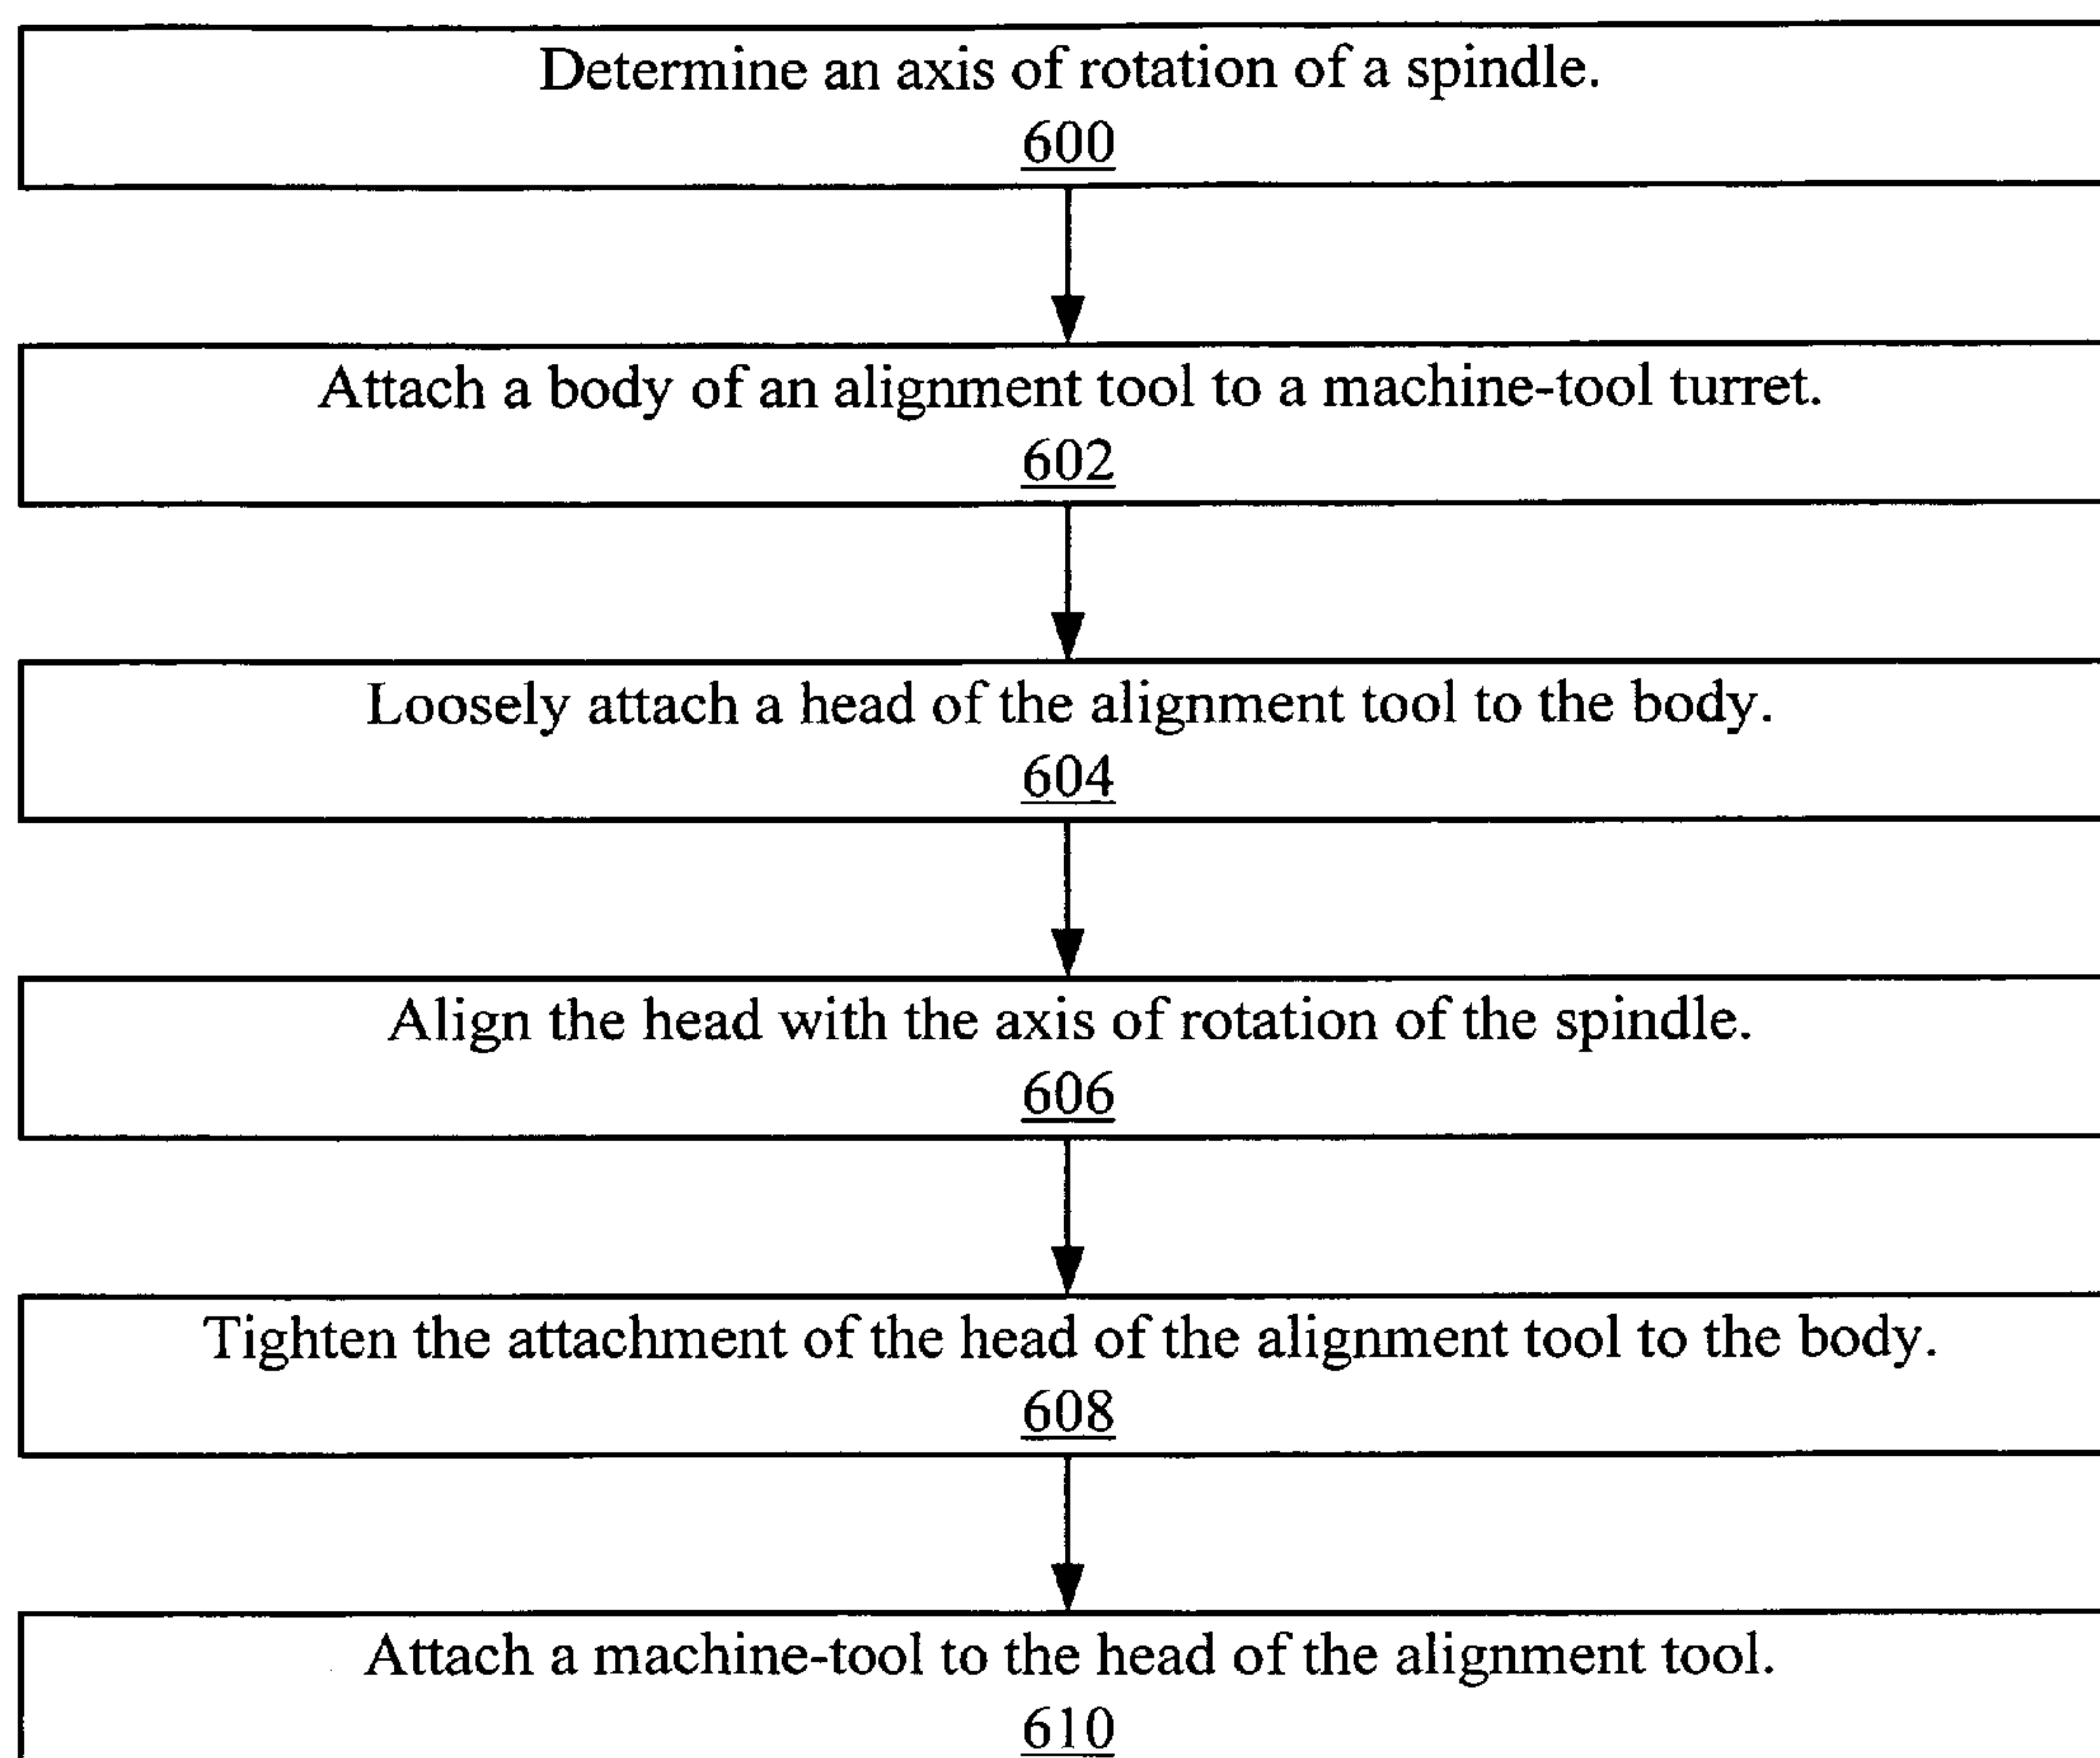 Determine an axis of rotation of a spindle.
600
Attach a body of an alignment tool to a machine-tool turret.
602
Loosely attach a head of the alignment tool to the body.
604
Align the head with the axis of rotation of the spindle.
606
Tighten the attachment of the head of the alignment tool to the body.
608
Attach a machine-tool to the head of the alignment tool.
610